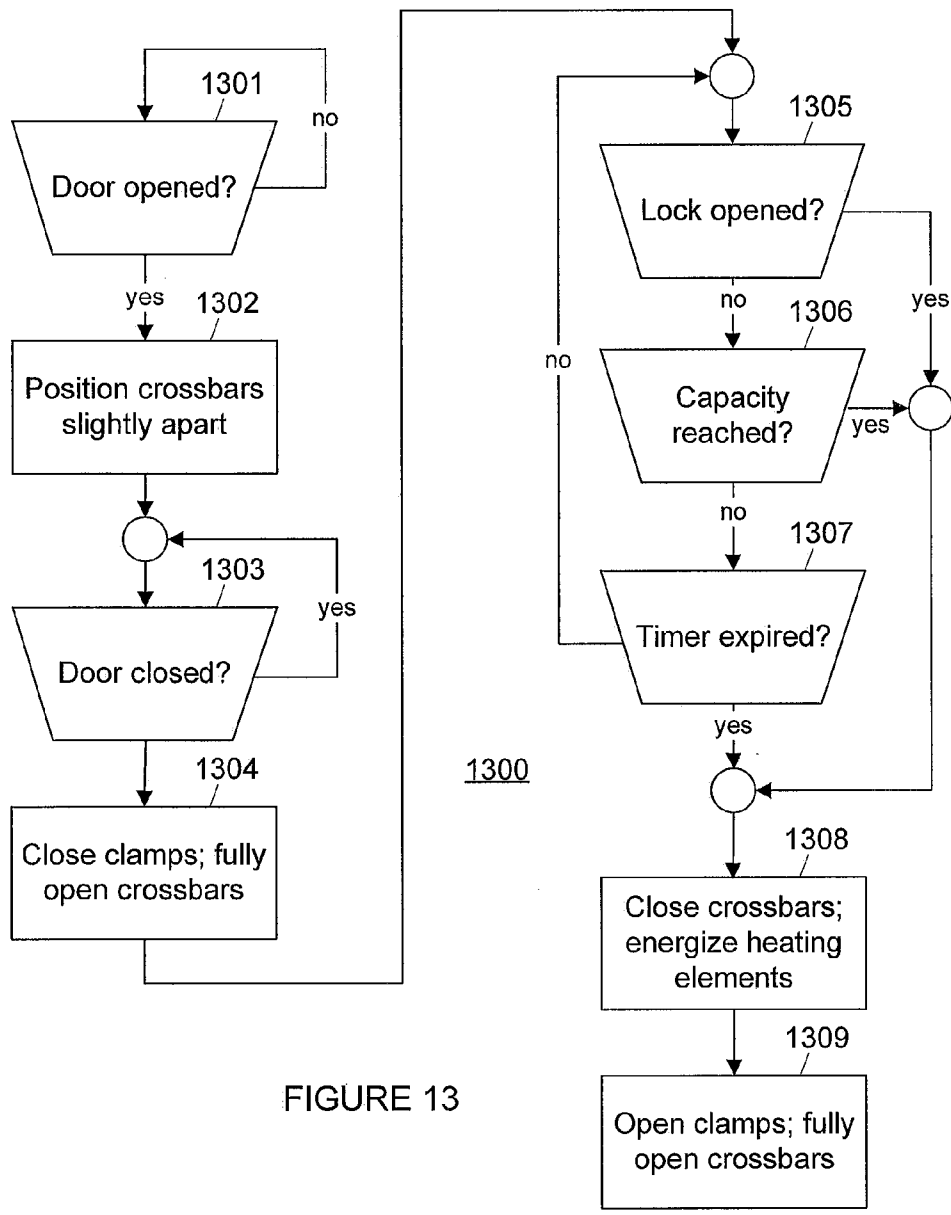 1301
no
Door opened?
yes
1302
Position crossbars
slightly apart
1303
yes
Door closed?
1304
Close clamps; fully
open crossbars
1305
Lock opened?
no
yes
1306
no
Capacity
reached?
yes
no
1307
Timer expired?
yes
1300
1308
Close crossbars;
energize heating
elements
1309
Open clamps; fully
open crossbars
FIGURE 13